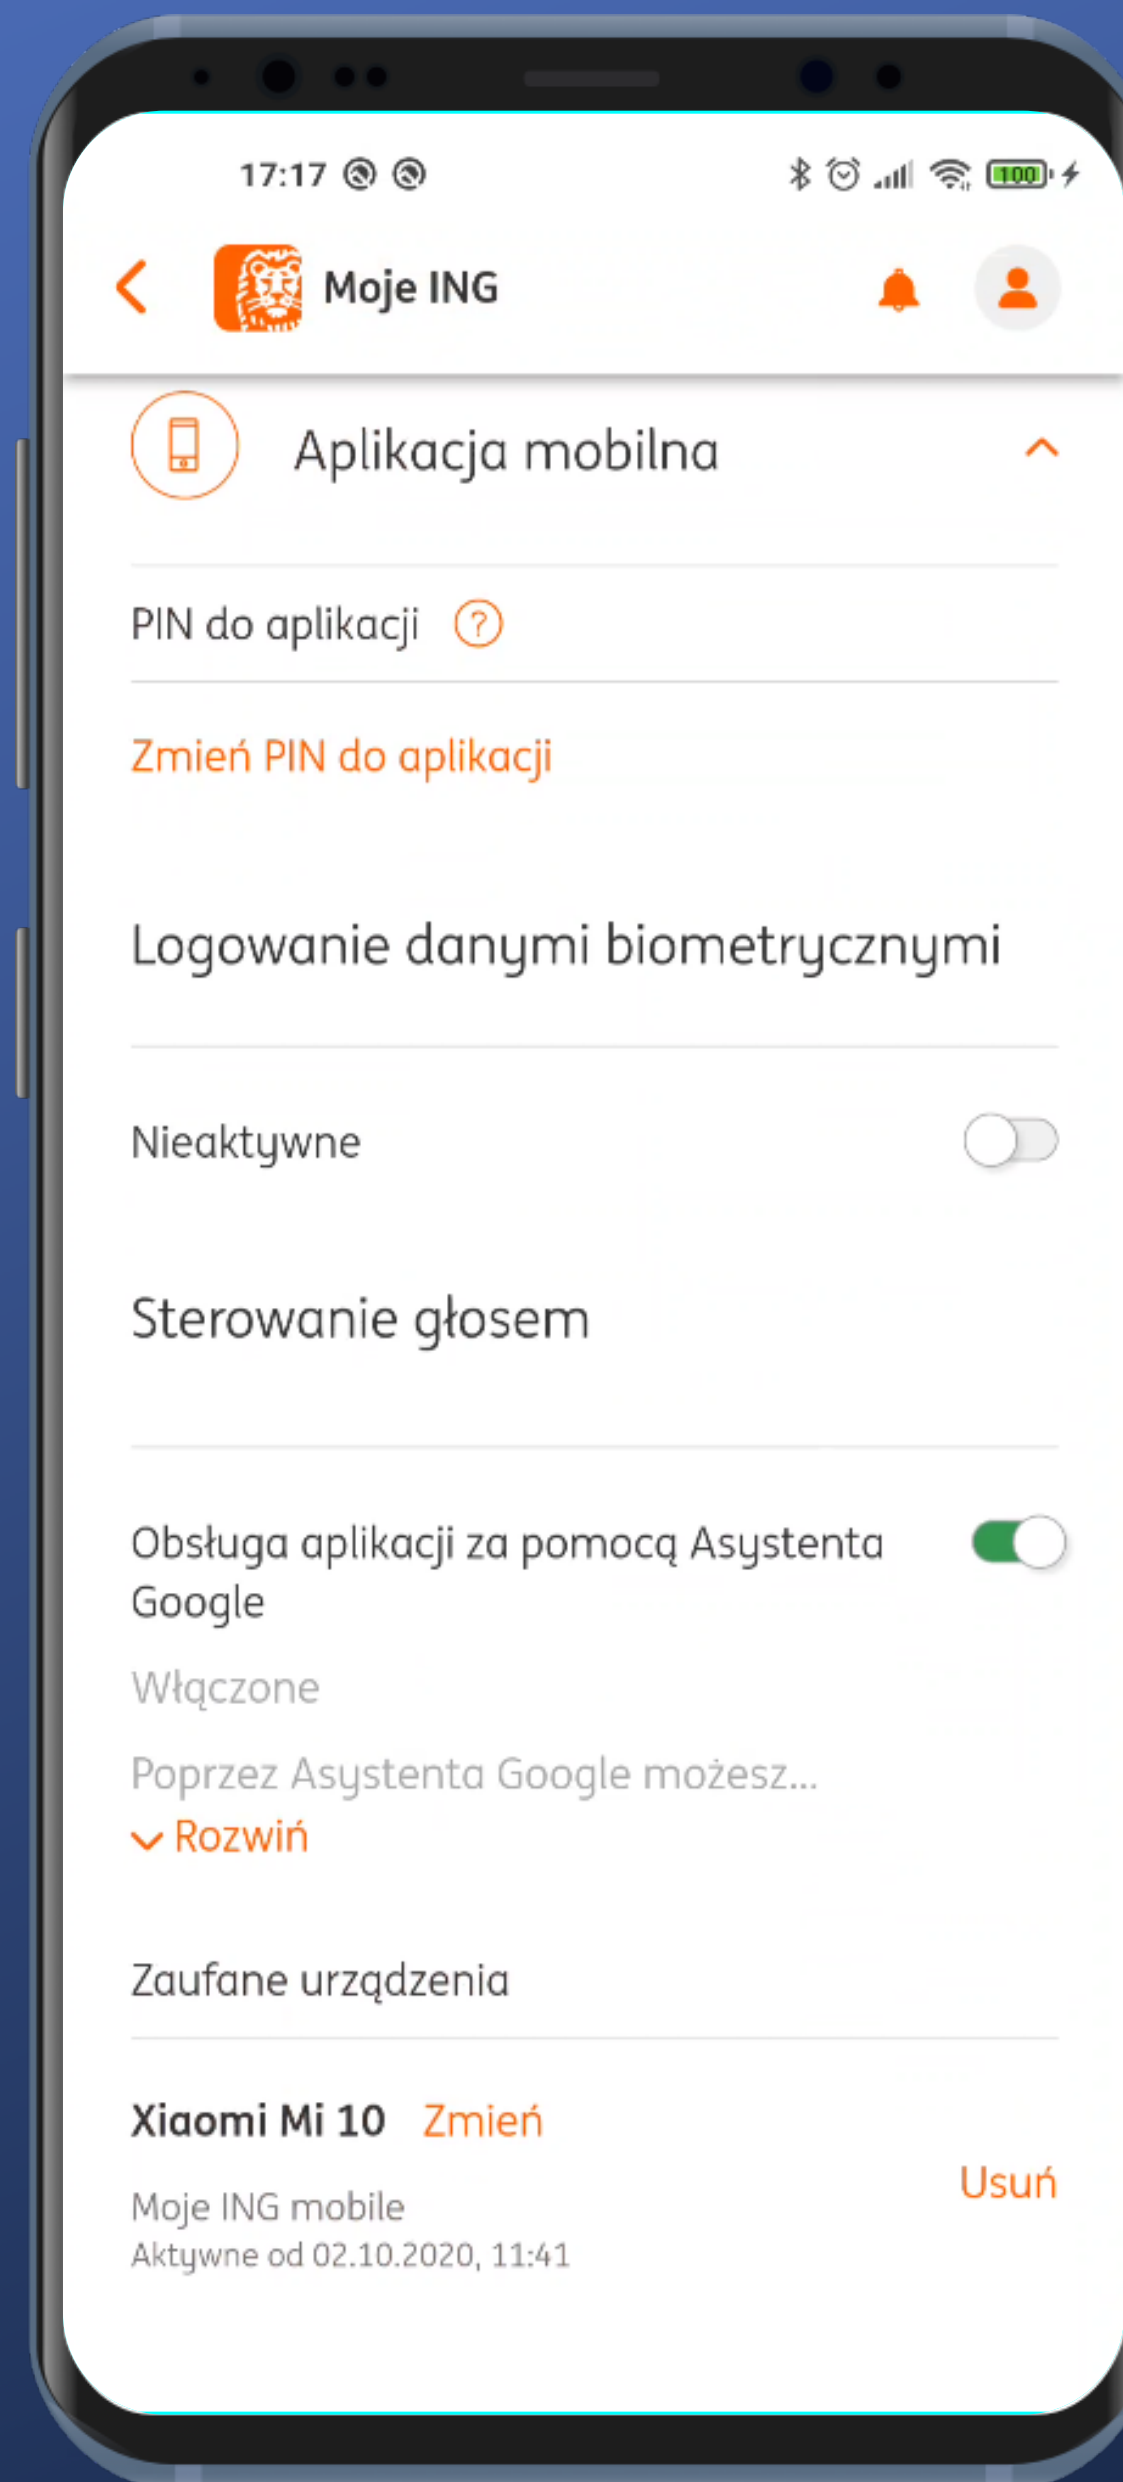 17:17
100
Moje ING
Aplikacja mobilna
PIN do aplikacji ?
Zmień PIN do aplikacji
Logowanie danymi biometrycznymi
Nieaktywne
Sterowanie głosem
Obsługa aplikacji za pomocą Asystenta
Google
Włączone
Poprzez Asystenta Google możesz...
Rozwiń
Zaufane urządzenia
Xiaomi Mi 10 Zmień
Usuń
Moje ING mobile
Aktywne od 02.10.2020, 11:41